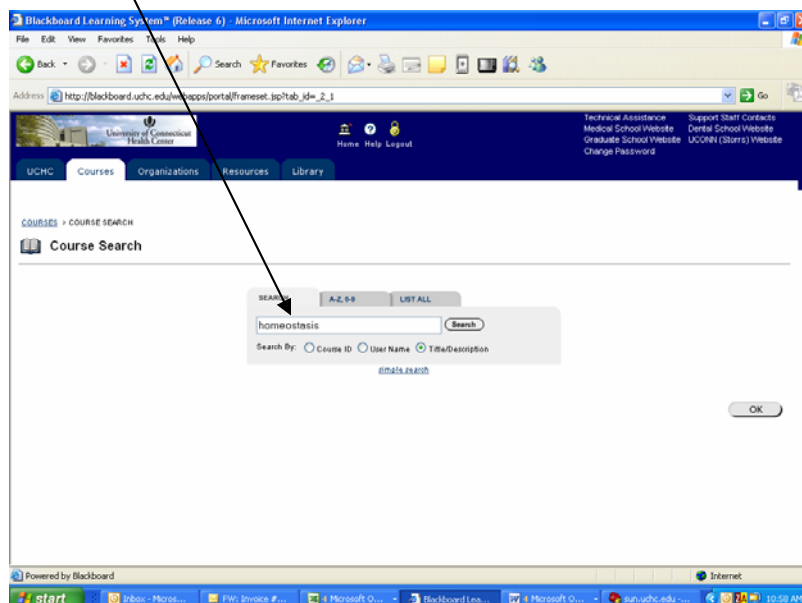 Blackboard Learning System™ (Release 6) - Microsoft Internet Explorer
File Edit View Favorites Tools Help
Back Search Favorites
Address http://blackboard.uchc.edu/webapps/portal/frameset.jsp?tab_id=_2_1 Go
University of Connecticut
Health Center
Home Help Logout
Technical Assistance
Medical School Website
Graduate School Website
Change Password
Support Staff Contacts
Dental School Website
UCONN (Storrs) Website
UCHC Courses Organizations Resources Library
COURSES > COURSE SEARCH
Course Search
SEARCH A-Z, 0-9 LIST ALL
homeostasis Search
Search By: Course ID User Name Title/Description
simple search
OK
Powered by Blackboard Internet
start Inbox - Micros... FW: Invoice #... 4 Microsoft O... Blackboard Lea... 4 Microsoft O... sun.uchc.edu -... 10:58 AM